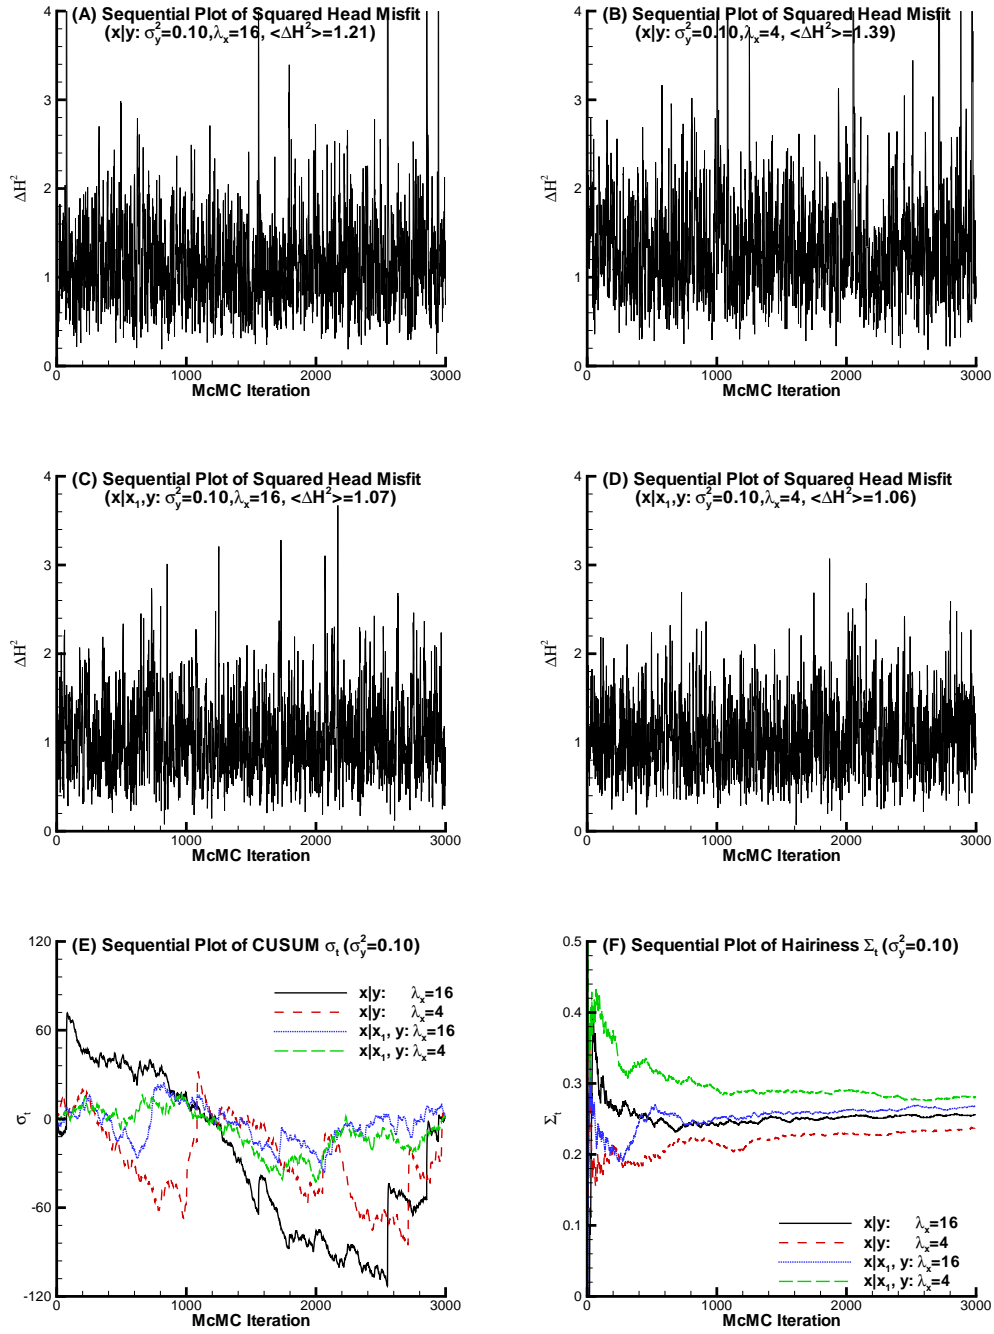 (A) Sequential Plot of Squared Head Misfit
(x|y: σ_y^2=0.10,λ_x=16, <ΔH^2>=1.21)
4
3
2
1
0
ΔH^2
0 1000 2000 3000
McMC Iteration
(B) Sequential Plot of Squared Head Misfit
(x|y: σ_y^2=0.10,λ_x=4, <ΔH^2>=1.39)
4
3
2
1
0
ΔH^2
0 1000 2000 3000
McMC Iteration
(C) Sequential Plot of Squared Head Misfit
(x|x_1,y: σ_y^2=0.10,λ_x=16, <ΔH^2>=1.07)
4
3
2
1
0
ΔH^2
0 1000 2000 3000
McMC Iteration
(D) Sequential Plot of Squared Head Misfit
(x|x_1,y: σ_y^2=0.10,λ_x=4, <ΔH^2>=1.06)
4
3
2
1
0
ΔH^2
0 1000 2000 3000
McMC Iteration
(E) Sequential Plot of CUSUM σ_t (σ_y^2=0.10)
x|y: λ_x=16
x|y: λ_x=4
x|x_1, y: λ_x=16
x|x_1, y: λ_x=4
120
60
0
-60
-120
σ_t
0 1000 2000 3000
McMC Iteration
(F) Sequential Plot of Hairiness Σ_t (σ_y^2=0.10)
0.5
0.4
0.3
0.2
0.1
0
Σ_t
x|y: λ_x=16
x|y: λ_x=4
x|x_1, y: λ_x=16
x|x_1, y: λ_x=4
0 1000 2000 3000
McMC Iteration